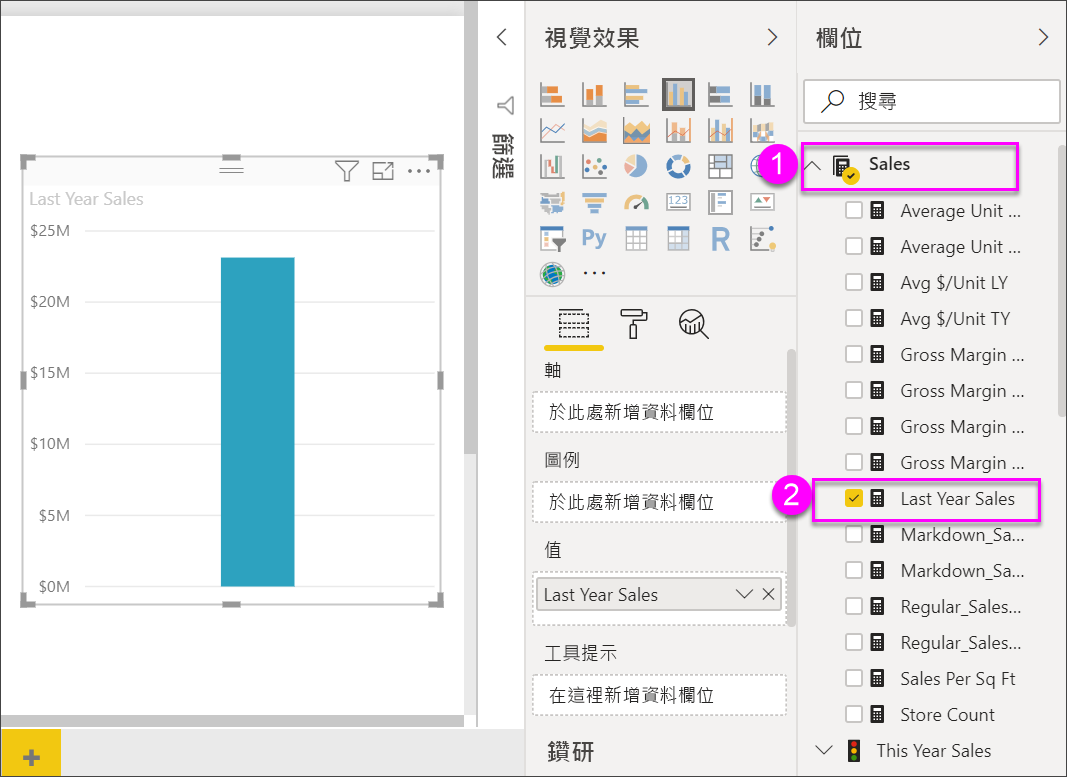 Last Year Sales
$25M
$20M
$15M
$10M
$5M
$0M
篩選
視覺效果
123
Py
R
軸
於此處新增資料欄位
圖例
於此處新增資料欄位
值
Last Year Sales
工具提示
在這裡新增資料欄位
鑽研
欄位
搜尋
1
Sales
Average Unit ...
Average Unit ...
Avg $/Unit LY
Avg $/Unit TY
Gross Margin ...
Gross Margin ...
Gross Margin ...
Gross Margin ...
2
Last Year Sales
Markdown_Sa...
Markdown_Sa...
Regular_Sales...
Regular_Sales...
Sales Per Sq Ft
Store Count
This Year Sales